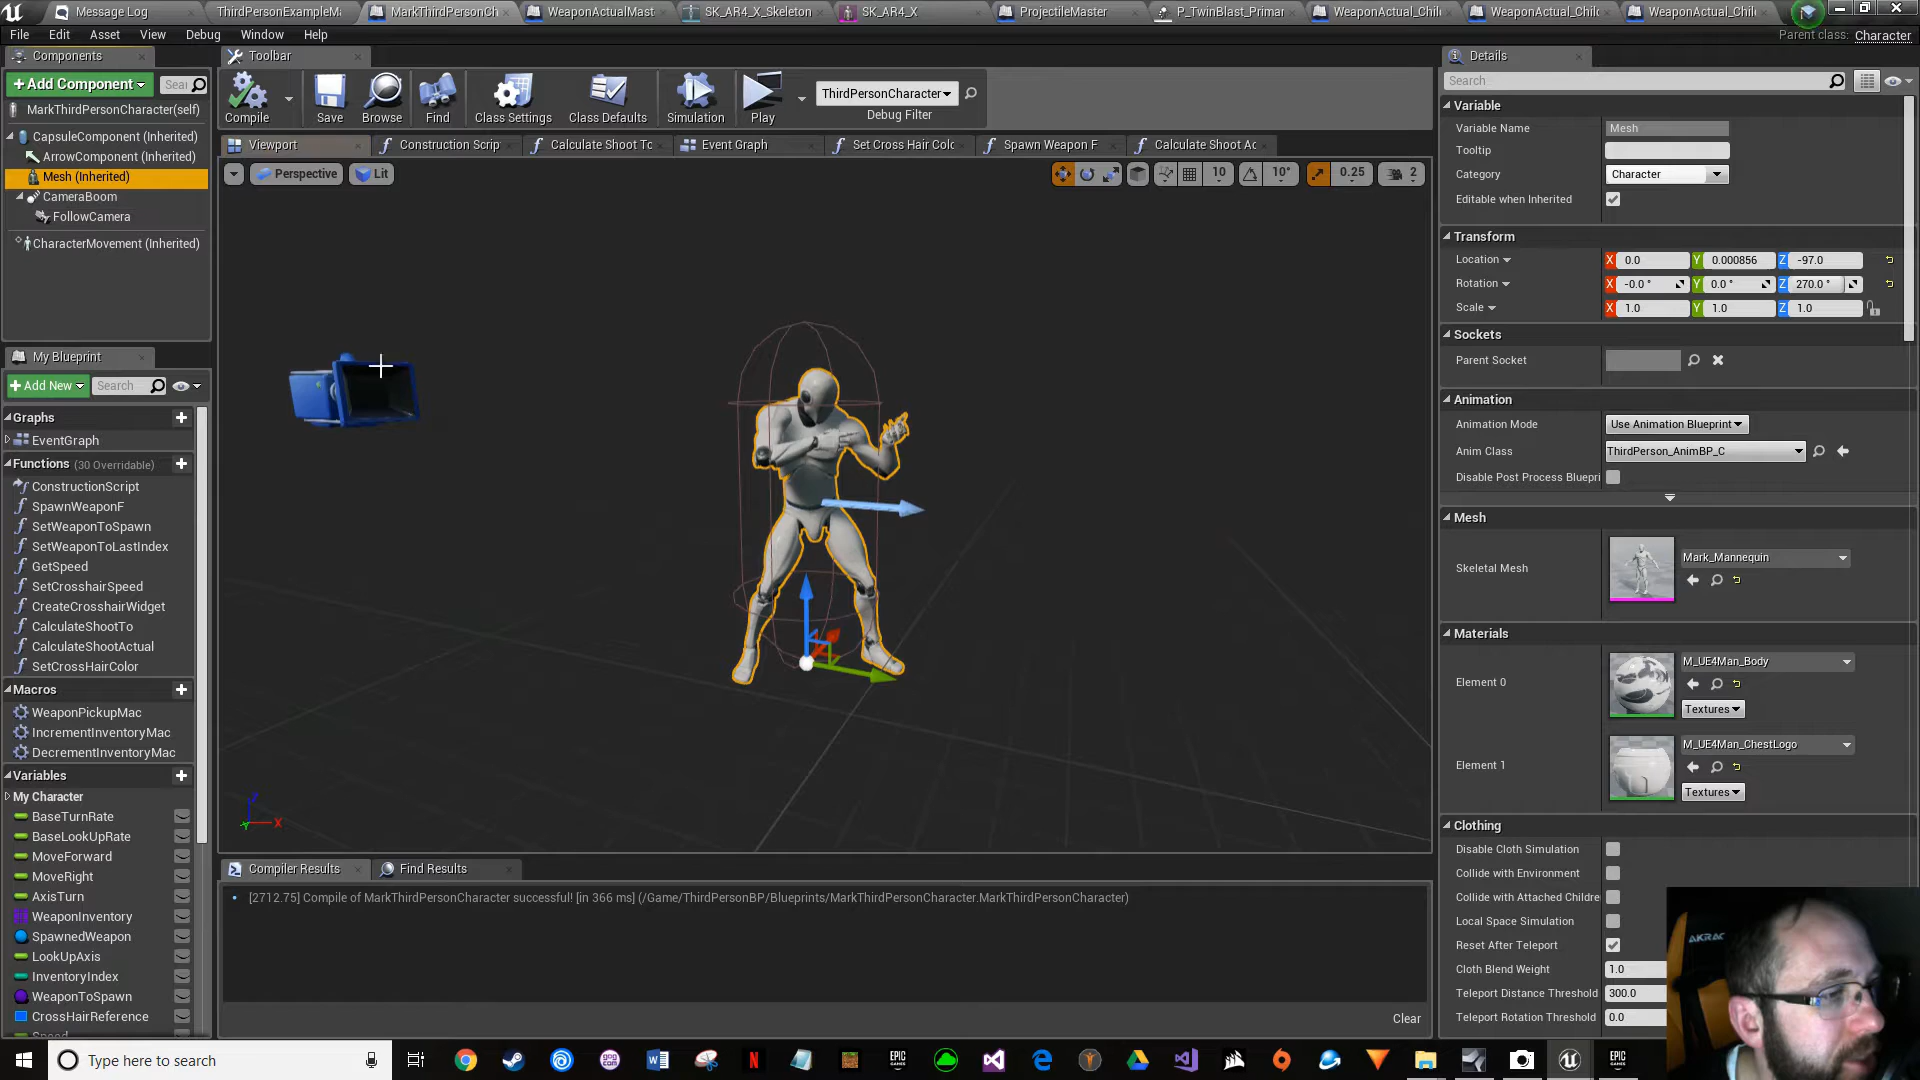 Message Log
ThirdPersonExampleMa
MarkThirdPersonCh
WeaponActualMast
SK_AR4_X_Skeleton
SK_AR4_X
ProjectileMaster
P_TwinBlast_Primar
WeaponActual_Chil
WeaponActual_Chil
WeaponActual_Chil
File Edit Asset View Debug Window Help
Parent class: Character
Components
+ Add Component
Sear
MarkThirdPersonCharacter(self)
CapsuleComponent (Inherited)
ArrowComponent (Inherited)
Mesh (Inherited)
CameraBoom
FollowCamera
CharacterMovement (Inherited)
My Blueprint
+ Add New
Search
Graphs
EventGraph
Functions (30 Overridable)
ConstructionScript
SpawnWeaponF
SetWeaponToSpawn
SetWeaponToLastIndex
GetSpeed
SetCrosshairSpeed
CreateCrosshairWidget
CalculateShootTo
CalculateShootActual
SetCrossHairColor
Macros
WeaponPickupMac
IncrementInventoryMac
DecrementInventoryMac
Variables
My Character
BaseTurnRate
BaseLookUpRate
MoveForward
MoveRight
AxisTurn
WeaponInventory
SpawnedWeapon
LookUpAxis
InventoryIndex
WeaponToSpawn
CrossHairReference
Speed
Toolbar
Compile
Save
Browse
Find
Class Settings
Class Defaults
Simulation
Play
ThirdPersonCharacter
Debug Filter
Viewport
Construction Scrip
Calculate Shoot Tc
Event Graph
Set Cross Hair Colc
Spawn Weapon F
Calculate Shoot Ac
Perspective
Lit
10
10°
0.25
2
Z
X
Y
Compiler Results
Find Results
[2712.75] Compile of MarkThirdPersonCharacter successful! [in 366 ms] (/Game/ThirdPersonBP/Blueprints/MarkThirdPersonCharacter.MarkThirdPersonCharacter)
Clear
Details
Search
Variable
Variable Name Mesh
Tooltip
Category Character
Editable when Inherited
Transform
Location X 0.0 Y 0.000856 Z -97.0
Rotation X -0.0 ° Y 0.0 ° Z 270.0 °
Scale X 1.0 Y 1.0 Z 1.0
Sockets
Parent Socket
Animation
Animation Mode Use Animation Blueprint
Anim Class ThirdPerson_AnimBP_C
Disable Post Process Bluepri
Mesh
Skeletal Mesh Mark_Mannequin
Materials
Element 0 M_UE4Man_Body
Textures
Element 1 M_UE4Man_ChestLogo
Textures
Clothing
Disable Cloth Simulation
Collide with Environment
Collide with Attached Childre
Local Space Simulation
Reset After Teleport
Cloth Blend Weight 1.0
Teleport Distance Threshold 300.0
Teleport Rotation Threshold 0.0
AKRAC
Type here to search
gog.com
EPIC GAMES
EPIC GAMES